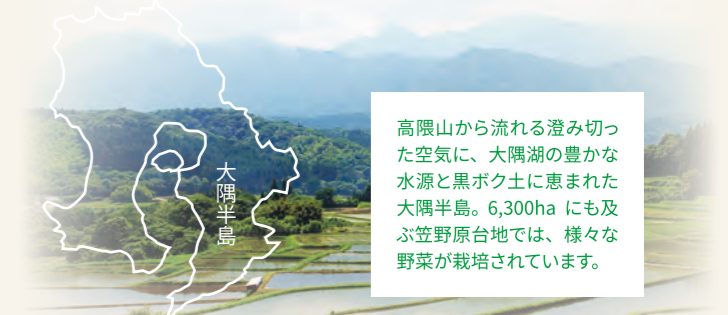 大隅半島
高隈山から流れる澄み切っ
た空気に、大隅湖の豊かな
水源と黒ボク土に恵まれた
大隅半島。6,300ha にも及
ぶ笠野原台地では、様々な
野菜が栽培されています。